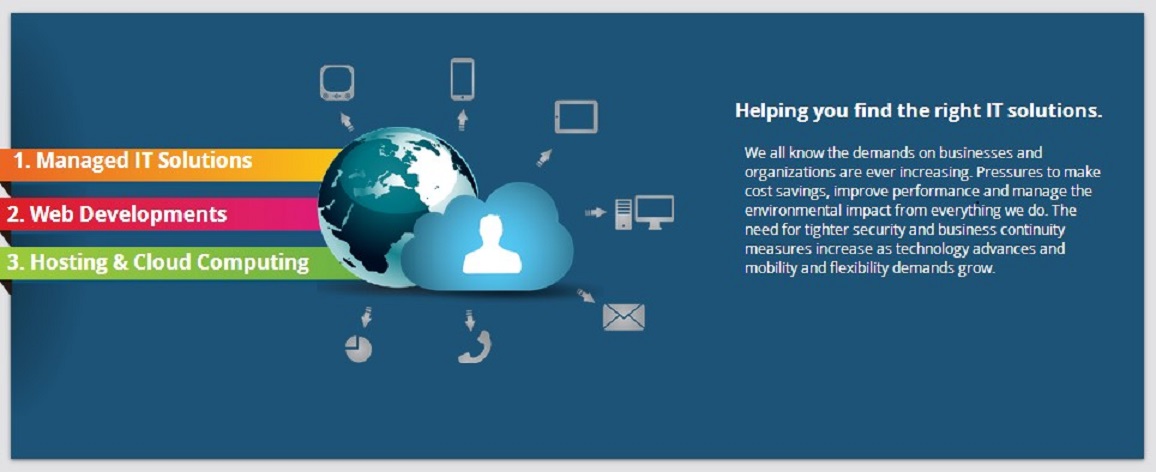 1. Managed IT Solutions
2. Web Developments
3. Hosting & Cloud Computing
Helping you find the right IT solutions.
We all know the demands on businesses and
organizations are ever increasing. Pressures to make
cost savings, improve performance and manage the
environmental impact from everything we do. The
need for tighter security and business continuity
measures increase as technology advances and
mobility and flexibility demands grow.